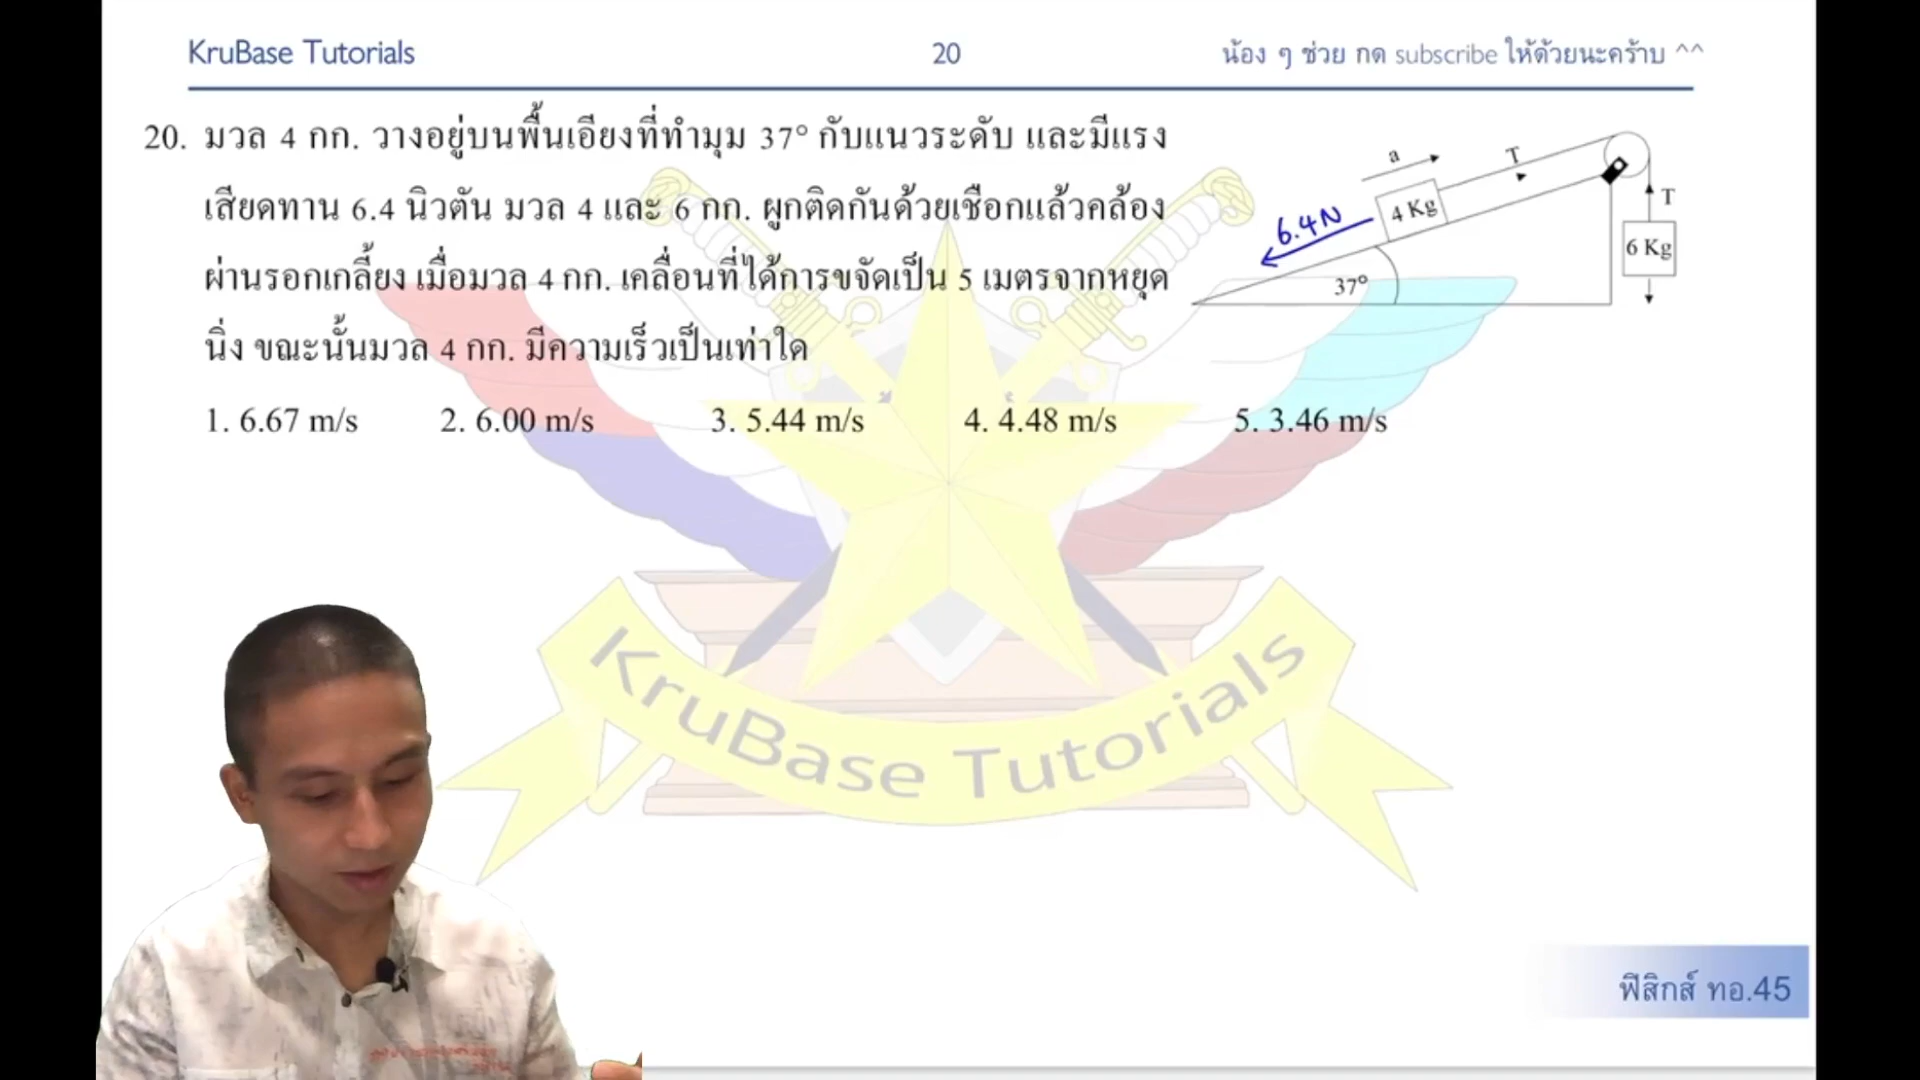 KruBase Tutorials 20 น้อง ๆ ช่วย กด subscribe ให้ด้วยนะคร้าบ ^^
20. มวล 4 กก. วางอยู่บนพื้นเอียงที่ทำมุม 37° กับแนวระดับ และมีแรง
เสียดทาน 6.4 นิวตัน มวล 4 และ 6 กก. ผูกติดกันด้วยเชือกแล้วคล้อง
ผ่านรอกเกลี้ยง เมื่อมวล 4 กก. เคลื่อนที่ได้การขจัดเป็น 5 เมตรจากหยุด
นิ่ง ขณะนั้นมวล 4 กก. มีความเร็วเป็นเท่าใด
a
T
T
4 Kg
6.4N
6 Kg
37°
1. 6.67 m/s 2. 6.00 m/s 3. 5.44 m/s 4. 4.48 m/s 5. 3.46 m/s
KruBase Tutorials
ฟิสิกส์ ทอ.45